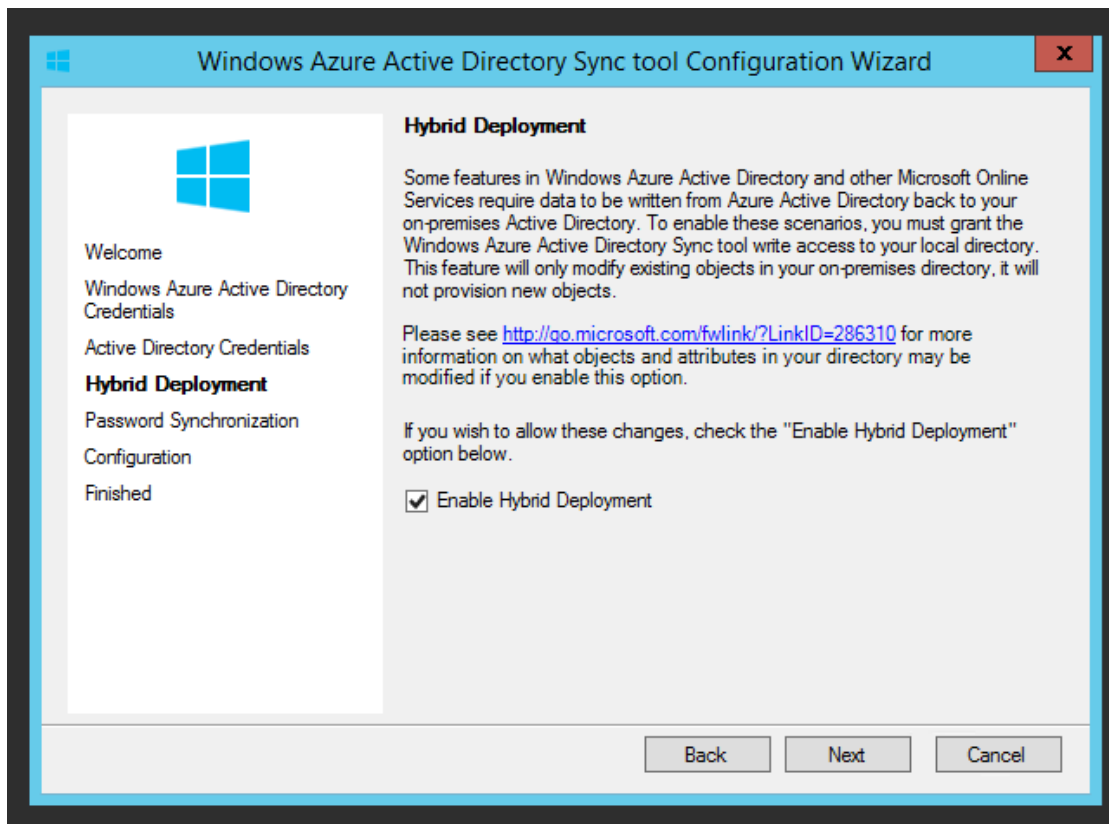 Windows Azure Active Directory Sync tool Configuration Wizard
x
Welcome
Windows Azure Active Directory
Credentials
Active Directory Credentials
Hybrid Deployment
Password Synchronization
Configuration
Finished
Hybrid Deployment
Some features in Windows Azure Active Directory and other Microsoft Online
Services require data to be written from Azure Active Directory back to your
on-premises Active Directory. To enable these scenarios, you must grant the
Windows Azure Active Directory Sync tool write access to your local directory.
This feature will only modify existing objects in your on-premises directory, it will
not provision new objects.
Please see http://go.microsoft.com/fwlink/?LinkID=286310 for more
information on what objects and attributes in your directory may be
modified if you enable this option.
If you wish to allow these changes, check the "Enable Hybrid Deployment"
option below.
Enable Hybrid Deployment
Back
Next
Cancel